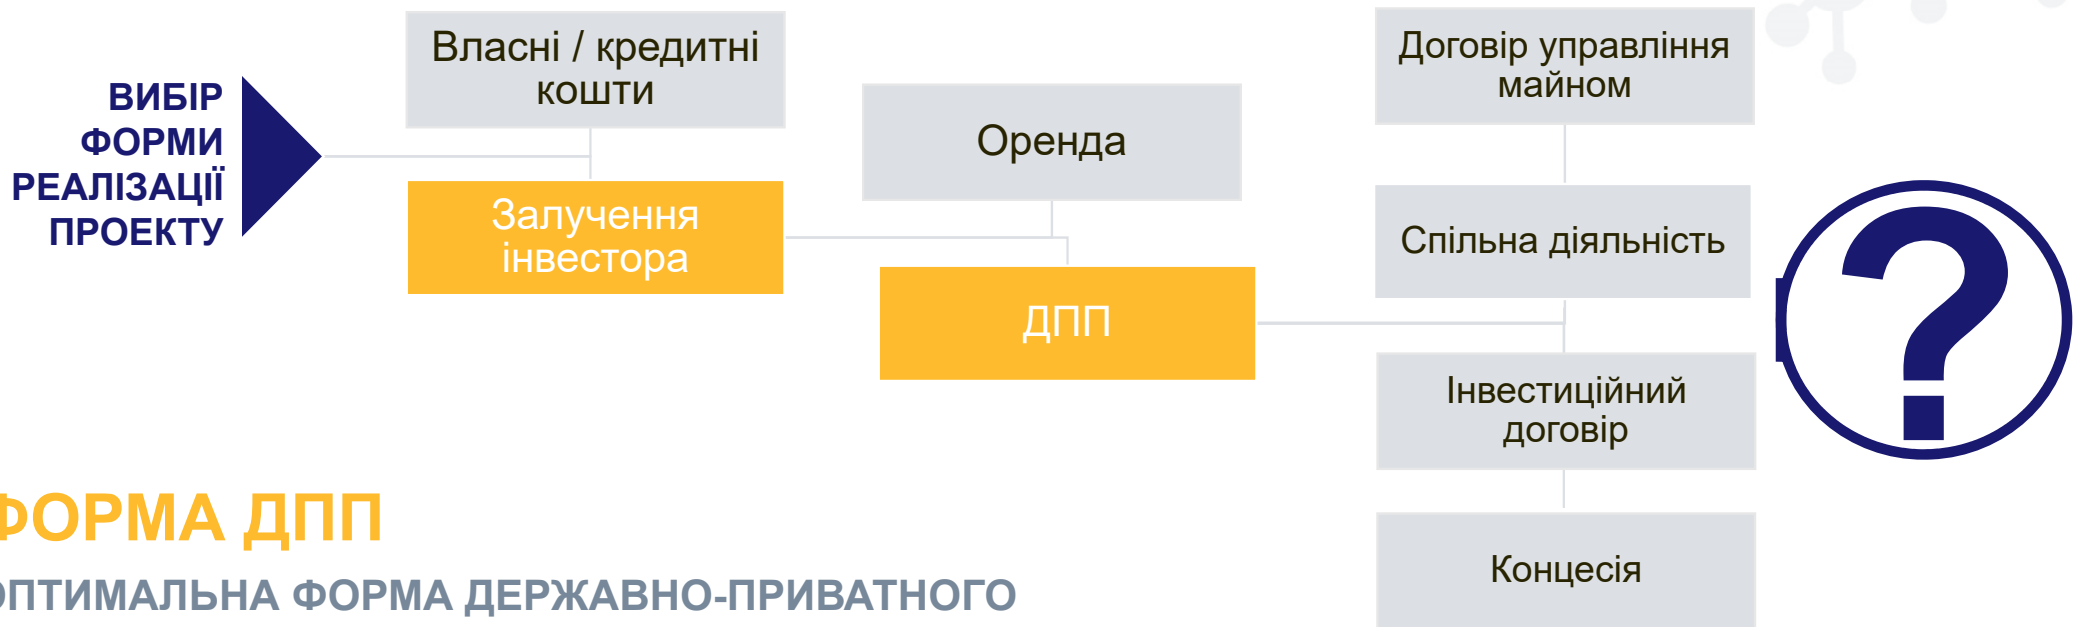 ВИБІР
ФОРМИ
РЕАЛІЗАЦІЇ
ПРОЕКТУ
Власні / кредитні
кошти
Залучення
інвестора
Оренда
ДПП
Договір управління
майном
Спільна діяльність
Інвестиційний
договір
Концесія
?
ФОРМА ДПП
ОПТИМАЛЬНА ФОРМА ДЕРЖАВНО-ПРИВАТНОГО